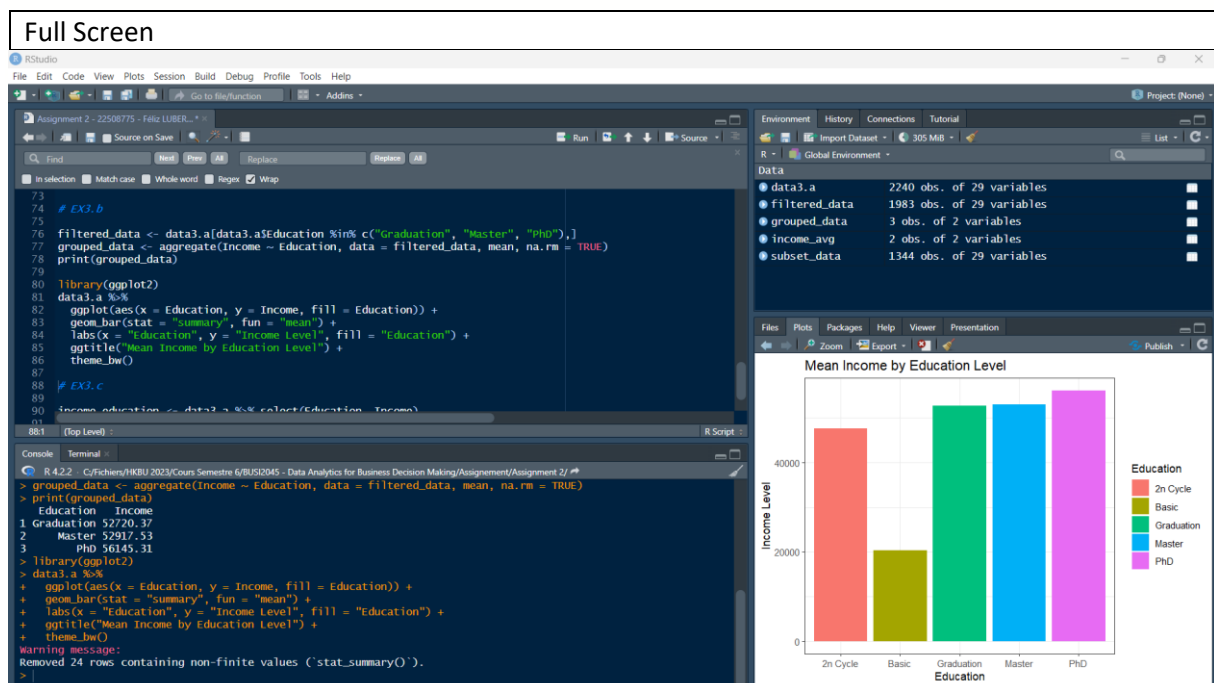 Full Screen
RStudio
File Edit Code View Plots Session Build Debug Profile Tools Help
Go to file/function Addins Project: (None)
Assignment 2 - 22508775 - Féliz LUBER... *
Source on Save Run Source
Find Next Prev All Replace Replace All
In selection Match case Whole word Regex Wrap
73
74 # EX3.b
75
76 filtered_data <- data3.a[data3.a$Education %in% c("Graduation", "Master", "PhD"),]
77 grouped_data <- aggregate(Income ~ Education, data = filtered_data, mean, na.rm = TRUE)
78 print(grouped_data)
79
80 library(ggplot2)
81 data3.a %>%
82 ggplot(aes(x = Education, y = Income, fill = Education)) +
83 geom_bar(stat = "summary", fun = "mean") +
84 labs(x = "Education", y = "Income Level", fill = "Education") +
85 ggtitle("Mean Income by Education Level") +
86 theme_bw()
87
88 # EX3.c
89
90 income_education <- data3.a %>% select(Education, Income)
91
88:1 (Top Level) R Script
Console Terminal
R 4.2.2 · C:/Fichiers/HKBU 2023/Cours Semestre 6/BUSI2045 - Data Analytics for Business Decision Making/Assignement/Assignment 2/
> grouped_data <- aggregate(Income ~ Education, data = filtered_data, mean, na.rm = TRUE)
> print(grouped_data)
Education Income
1 Graduation 52720.37
2 Master 52917.53
3 PhD 56145.31
> library(ggplot2)
> data3.a %>%
+ ggplot(aes(x = Education, y = Income, fill = Education)) +
+ geom_bar(stat = "summary", fun = "mean") +
+ labs(x = "Education", y = "Income Level", fill = "Education") +
+ ggtitle("Mean Income by Education Level") +
+ theme_bw()
Warning message:
Removed 24 rows containing non-finite values (`stat_summary()`).
>
Environment History Connections Tutorial
Import Dataset 305 MiB List
R Global Environment
Data
data3.a 2240 obs. of 29 variables
filtered_data 1983 obs. of 29 variables
grouped_data 3 obs. of 2 variables
income_avg 2 obs. of 2 variables
subset_data 1344 obs. of 29 variables
Files Plots Packages Help Viewer Presentation
Zoom Export Publish
Mean Income by Education Level
Income Level
40000
20000
0
2n Cycle Basic Graduation Master PhD
Education
Education
2n Cycle
Basic
Graduation
Master
PhD